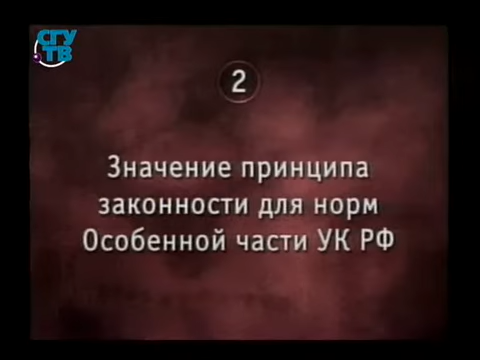 СГУ
ТВ
2
Значение принципа
законности для норм
Особенной части УК РФ